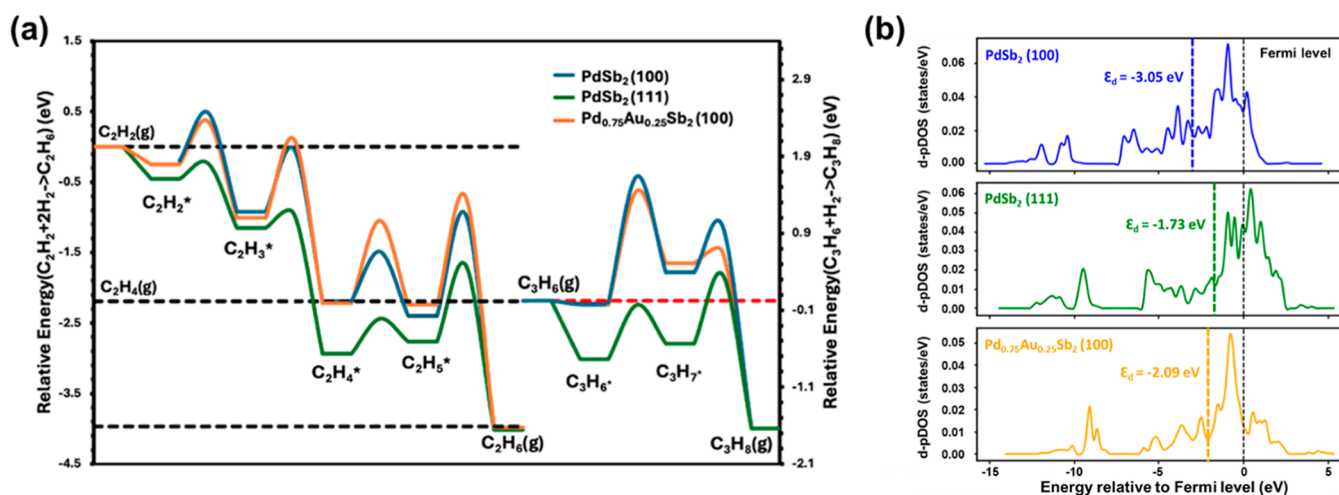 (a)
1.5
0.5
-0.5
-1.5
-2.5
-3.5
-4.5
Relative Energy(C₂H₂+2H₂->C₂H₆) (eV)
PdSb₂ (100)
PdSb₂ (111)
Pd₀.₇₅Au₀.₂₅Sb₂ (100)
C₂H₂(g)
C₂H₂*
C₂H₃*
C₂H₄(g)
C₂H₄*
C₂H₅*
C₂H₆(g)
C₃H₆(g)
C₃H₆*
C₃H₇*
C₃H₈(g)
2.9
1.9
0.9
-0.1
-1.1
-2.1
Relative Energy(C₃H₆+H₂->C₃H₈) (eV)
(b)
PdSb₂ (100)
Fermi level
Ɛd = -3.05 eV
0.06
0.04
0.02
0.00
d-pDOS (states/eV)
PdSb₂ (111)
Ɛd = -1.73 eV
0.06
0.05
0.04
0.03
0.02
0.01
0.00
d-pDOS (states/eV)
Pd₀.₇₅Au₀.₂₅Sb₂ (100)
Ɛd = -2.09 eV
0.05
0.04
0.03
0.02
0.01
0.00
d-pDOS (states/eV)
-15
-10
-5
0
5
Energy relative to Fermi level (eV)